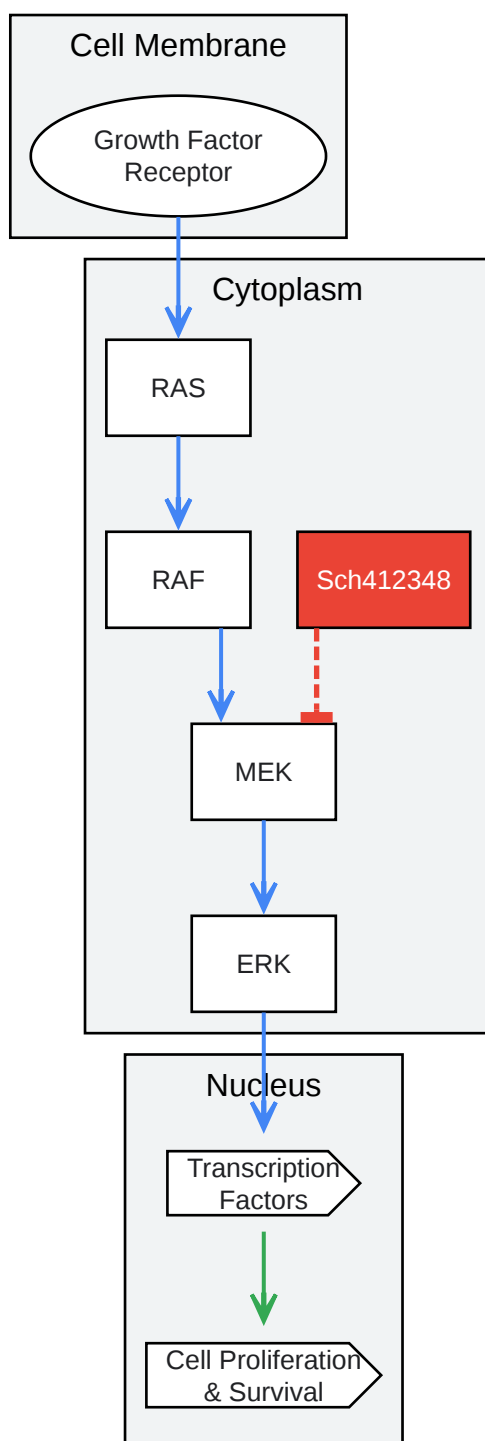 Cell Membrane
Growth Factor
Receptor
Cytoplasm
RAS
RAF
Sch412348
MEK
ERK
Nucleus
Transcription
Factors
Cell Proliferation
& Survival